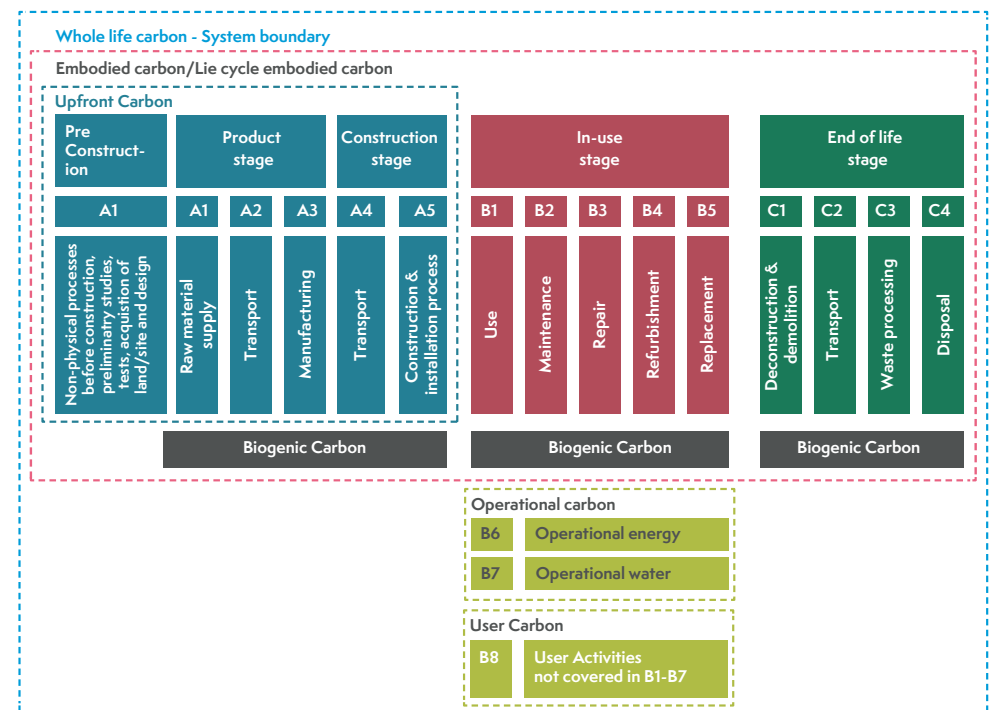 Whole life carbon - System boundary
Embodied carbon/Lie cycle embodied carbon
Upfront Carbon
Pre
Construct-
ion
Product
stage
Construction
stage
In-use
stage
End of life
stage
A1
A1
A2
A3
A4
A5
B1
B2
B3
B4
B5
C1
C2
C3
C4
Non-physical processes
before construction,
preliminatry studies,
tests, acquistion of
land/site and design
Raw material
supply
Transport
Manufacturing
Transport
Construction &
installation process
Use
Maintenance
Repair
Refurbishment
Replacement
Deconstruction &
demolition
Transport
Waste processing
Disposal
Biogenic Carbon
Biogenic Carbon
Biogenic Carbon
Operational carbon
B6
Operational energy
B7
Operational water
User Carbon
B8
User Activities
not covered in B1-B7